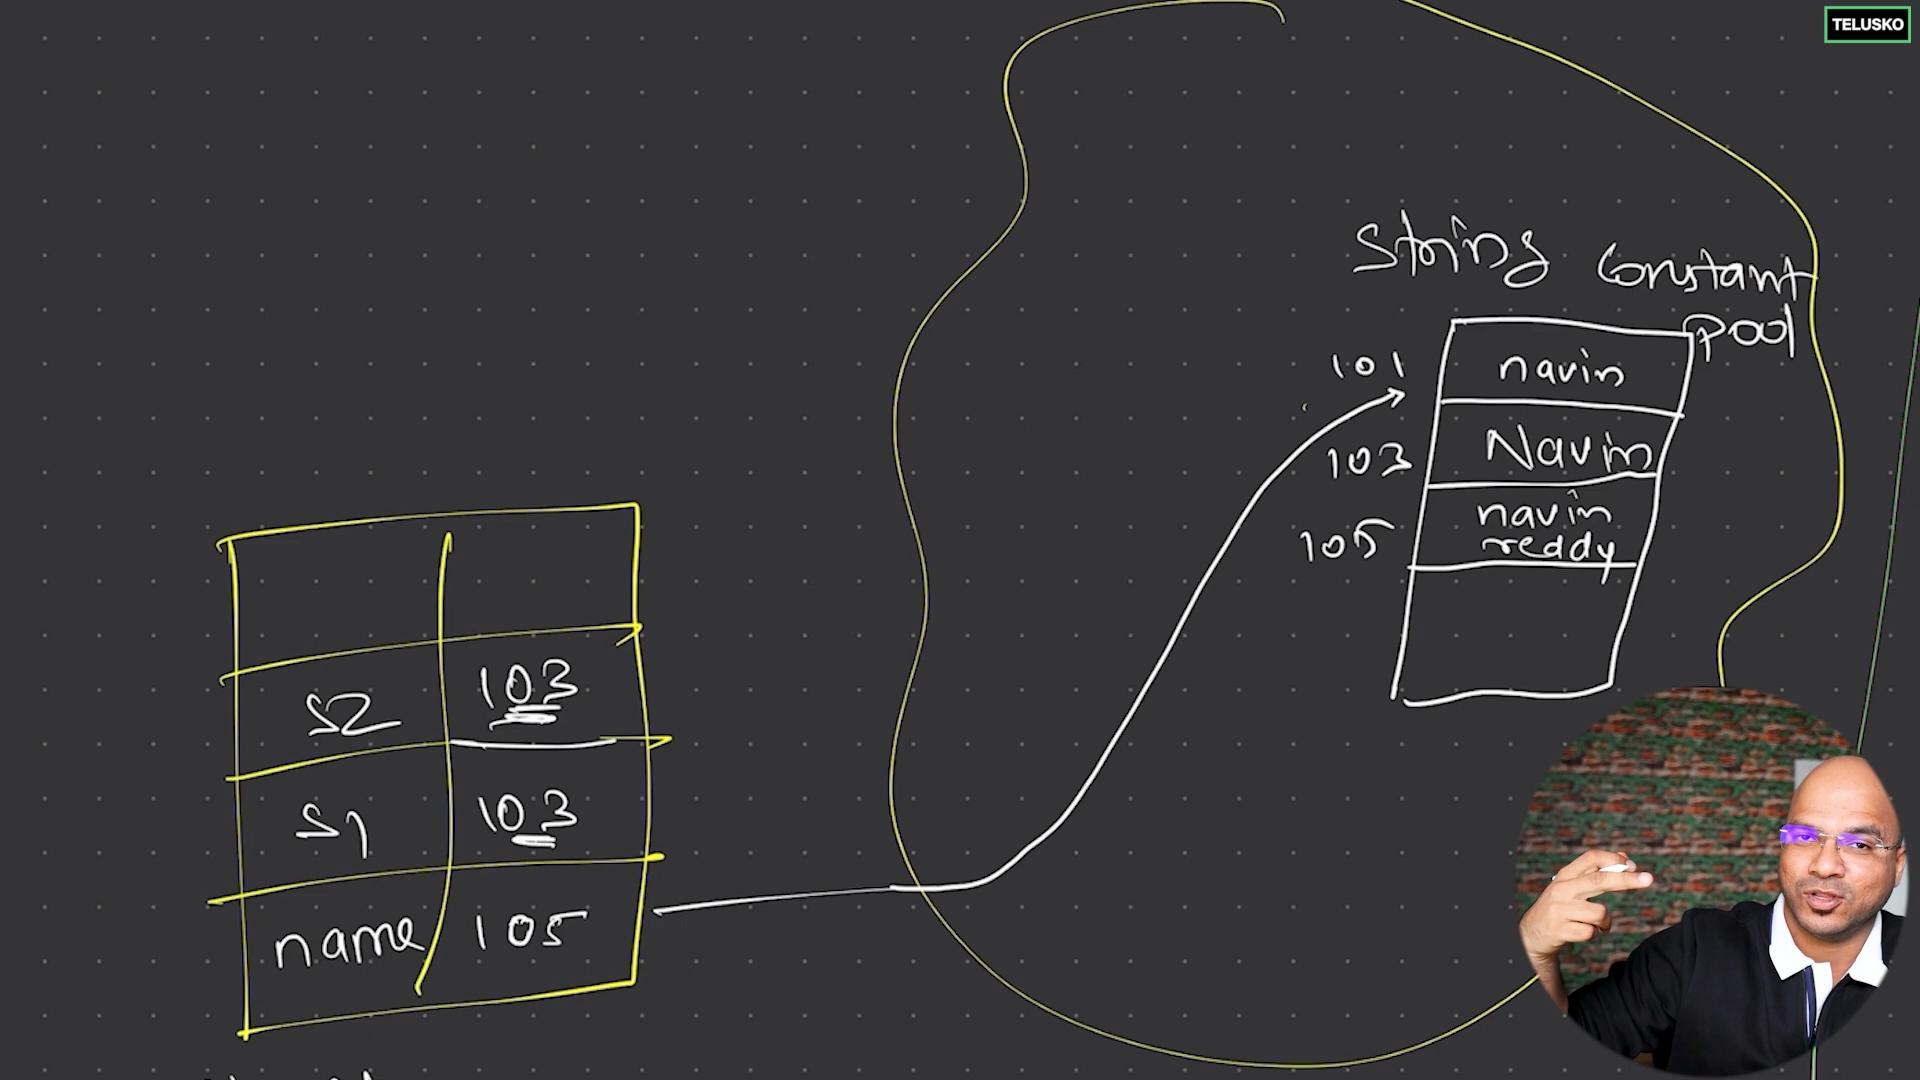 TELUSKO
String Constant
Pool
101 navin
103 Navin
105 navin
reddy
S2 103
S1 103
name 105